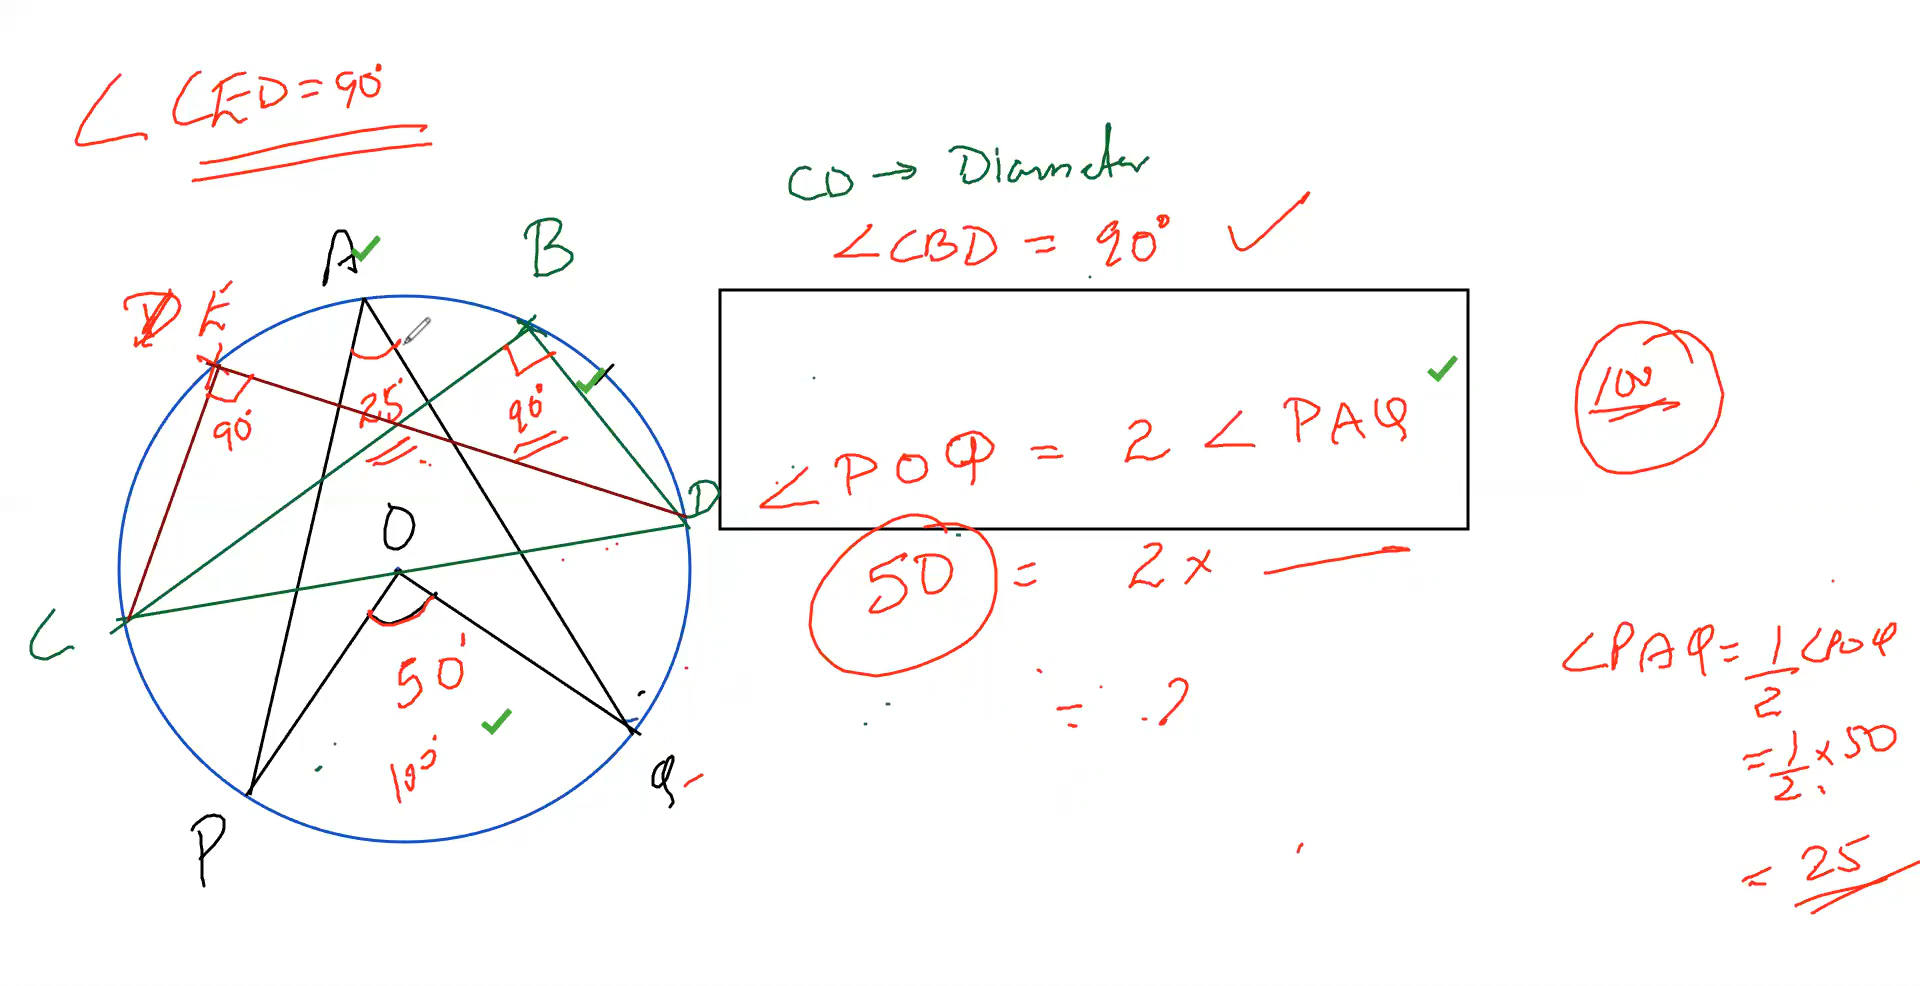 ∠CED = 90°
CD → Diameter
∠CBD = 90° ✓
A
B
E
90°
25°
90°
D
O
C
50°
100°
P
Q
∠POQ = 2 ∠PAQ
50 = 2 ×
= ?
100
∠PAQ = 1/2 ∠POQ
= 1/2 × 50
= 25